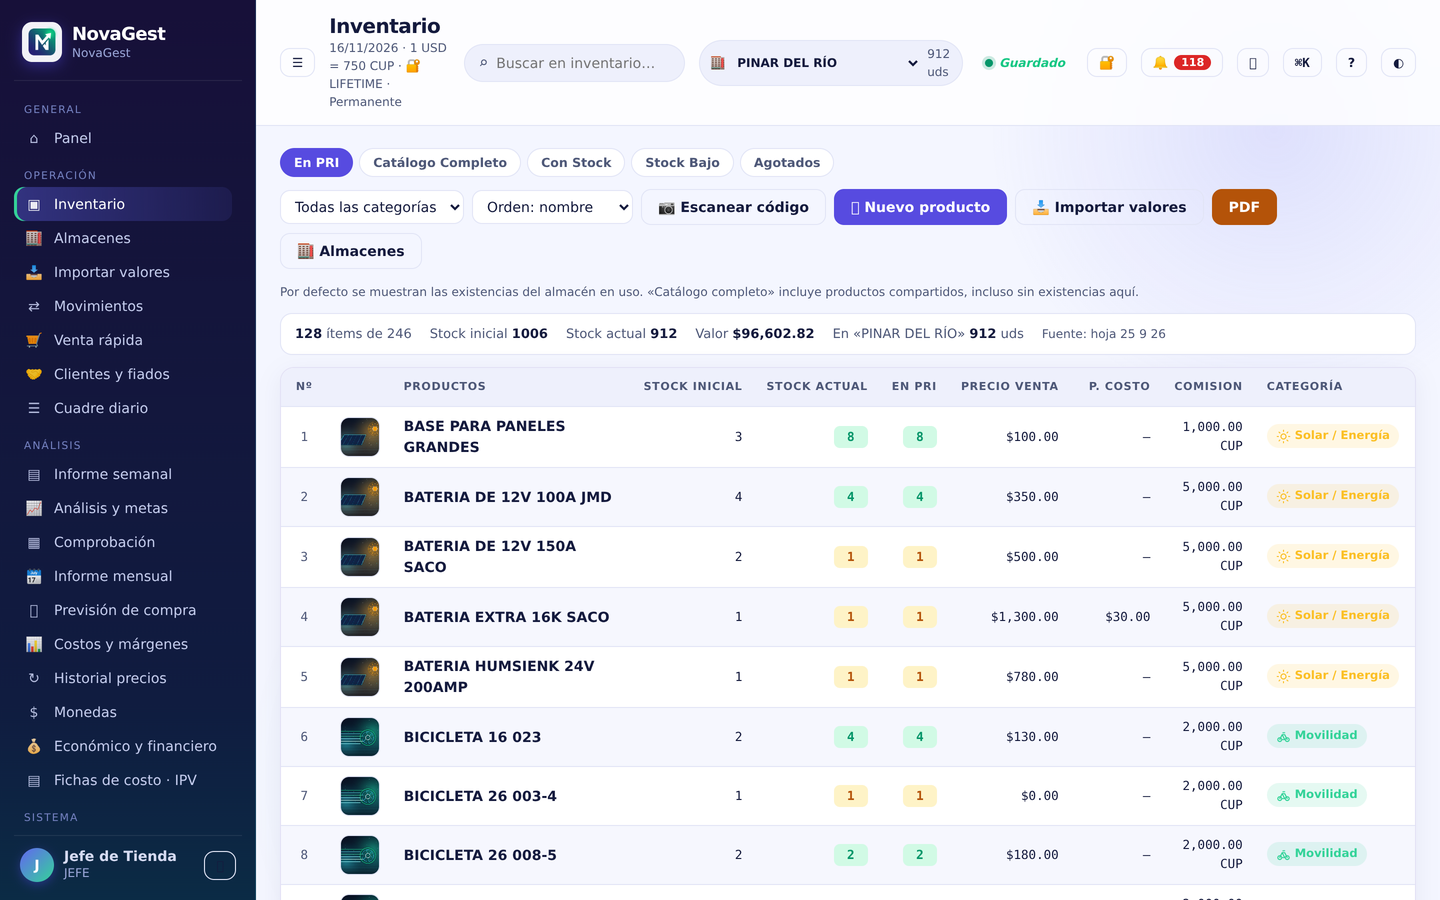 NovaGest
NovaGest
GENERAL
Panel
OPERACIÓN
Inventario
Almacenes
Importar valores
Movimientos
Venta rápida
Clientes y fiados
Cuadre diario
ANÁLISIS
Informe semanal
Análisis y metas
Comprobación
Informe mensual
Previsión de compra
Costos y márgenes
Historial precios
$ Monedas
Económico y financiero
Fichas de costo · IPV
SISTEMA
J
Jefe de Tienda
JEFE
Inventario
16/11/2026 · 1 USD
= 750 CUP · 🔐
LIFETIME ·
Permanente
Buscar en inventario...
PINAR DEL RÍO
912
uds
Guardado
118
⌘K
?
En PRI
Catálogo Completo
Con Stock
Stock Bajo
Agotados
Todas las categorías
Orden: nombre
Escanear código
Nuevo producto
Importar valores
PDF
Almacenes
Por defecto se muestran las existencias del almacén en uso. «Catálogo completo» incluye productos compartidos, incluso sin existencias aquí.
128 ítems de 246 Stock inicial 1006 Stock actual 912 Valor $96,602.82 En «PINAR DEL RÍO» 912 uds Fuente: hoja 25 9 26
Nº PRODUCTOS STOCK INICIAL STOCK ACTUAL EN PRI PRECIO VENTA P. COSTO COMISION CATEGORÍA
1 BASE PARA PANELES GRANDES 3 8 8 $100.00 — 1,000.00 CUP Solar / Energía
2 BATERIA DE 12V 100A JMD 4 4 4 $350.00 — 5,000.00 CUP Solar / Energía
3 BATERIA DE 12V 150A SACO 2 1 1 $500.00 — 5,000.00 CUP Solar / Energía
4 BATERIA EXTRA 16K SACO 1 1 1 $1,300.00 $30.00 5,000.00 CUP Solar / Energía
5 BATERIA HUMSIENK 24V 200AMP 1 1 1 $780.00 — 5,000.00 CUP Solar / Energía
6 BICICLETA 16 023 2 4 4 $130.00 — 2,000.00 CUP Movilidad
7 BICICLETA 26 003-4 1 1 1 $0.00 — 2,000.00 CUP Movilidad
8 BICICLETA 26 008-5 2 2 2 $180.00 — 2,000.00 CUP Movilidad